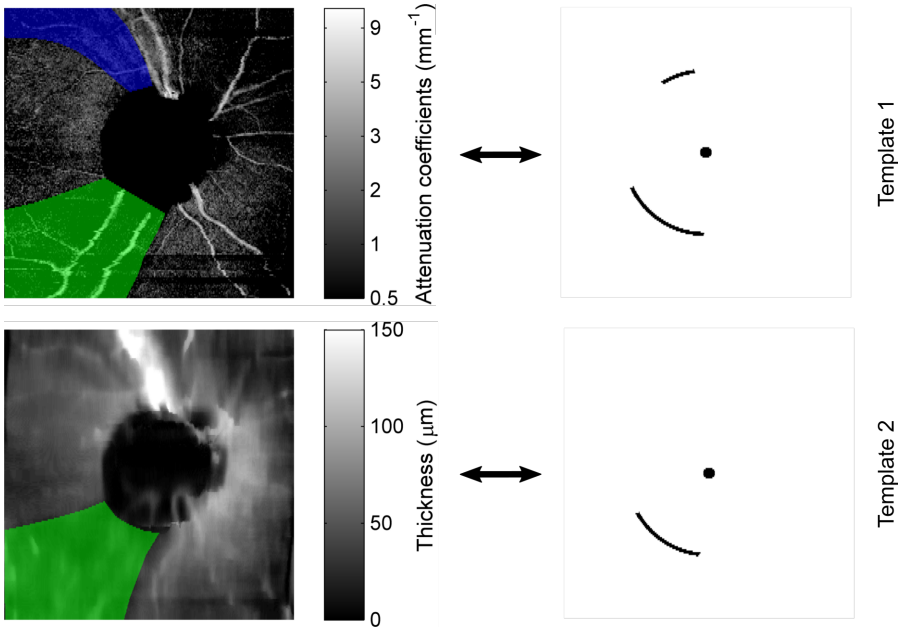 9
5
3
2
1
0.5
Attenuation coefficients (mm⁻¹)
Template 1
150
100
50
0
Thickness (μm)
Template 2